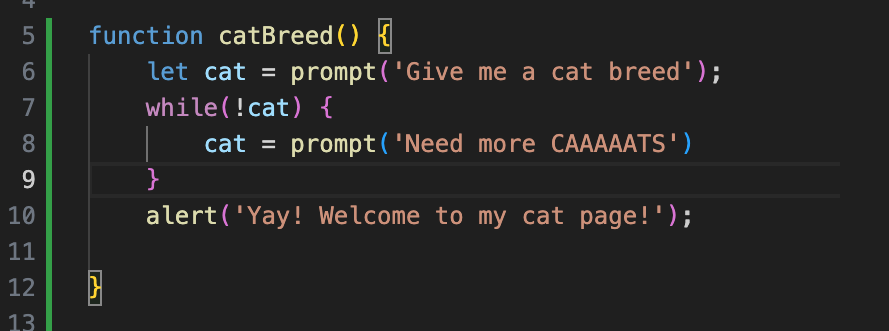 4
5 function catBreed() {
6 let cat = prompt('Give me a cat breed');
7 while(!cat) {
8 cat = prompt('Need more CAAAAATS')
9 }
10 alert('Yay! Welcome to my cat page!');
11
12 }
13